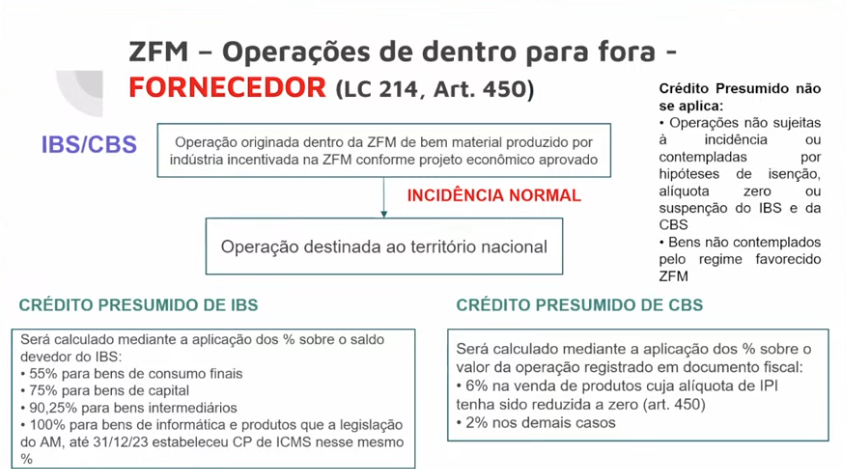 ZFM – Operações de dentro para fora -
FORNECEDOR (LC 214, Art. 450)
IBS/CBS
Operação originada dentro da ZFM de bem material produzido por
indústria incentivada na ZFM conforme projeto econômico aprovado
INCIDÊNCIA NORMAL
Operação destinada ao território nacional
Crédito Presumido não
se aplica:
• Operações não sujeitas
à incidência ou
contempladas por
hipóteses de isenção,
alíquota zero ou
suspenção do IBS e da
CBS
• Bens não contemplados
pelo regime favorecido
ZFM
CRÉDITO PRESUMIDO DE IBS
Será calculado mediante a aplicação dos % sobre o saldo
devedor do IBS:
• 55% para bens de consumo finais
• 75% para bens de capital
• 90,25% para bens intermediários
• 100% para bens de informática e produtos que a legislação
do AM, até 31/12/23 estabeleceu CP de ICMS nesse mesmo
%
CRÉDITO PRESUMIDO DE CBS
Será calculado mediante a aplicação dos % sobre o
valor da operação registrado em documento fiscal:
• 6% na venda de produtos cuja alíquota de IPI
tenha sido reduzida a zero (art. 450)
• 2% nos demais casos